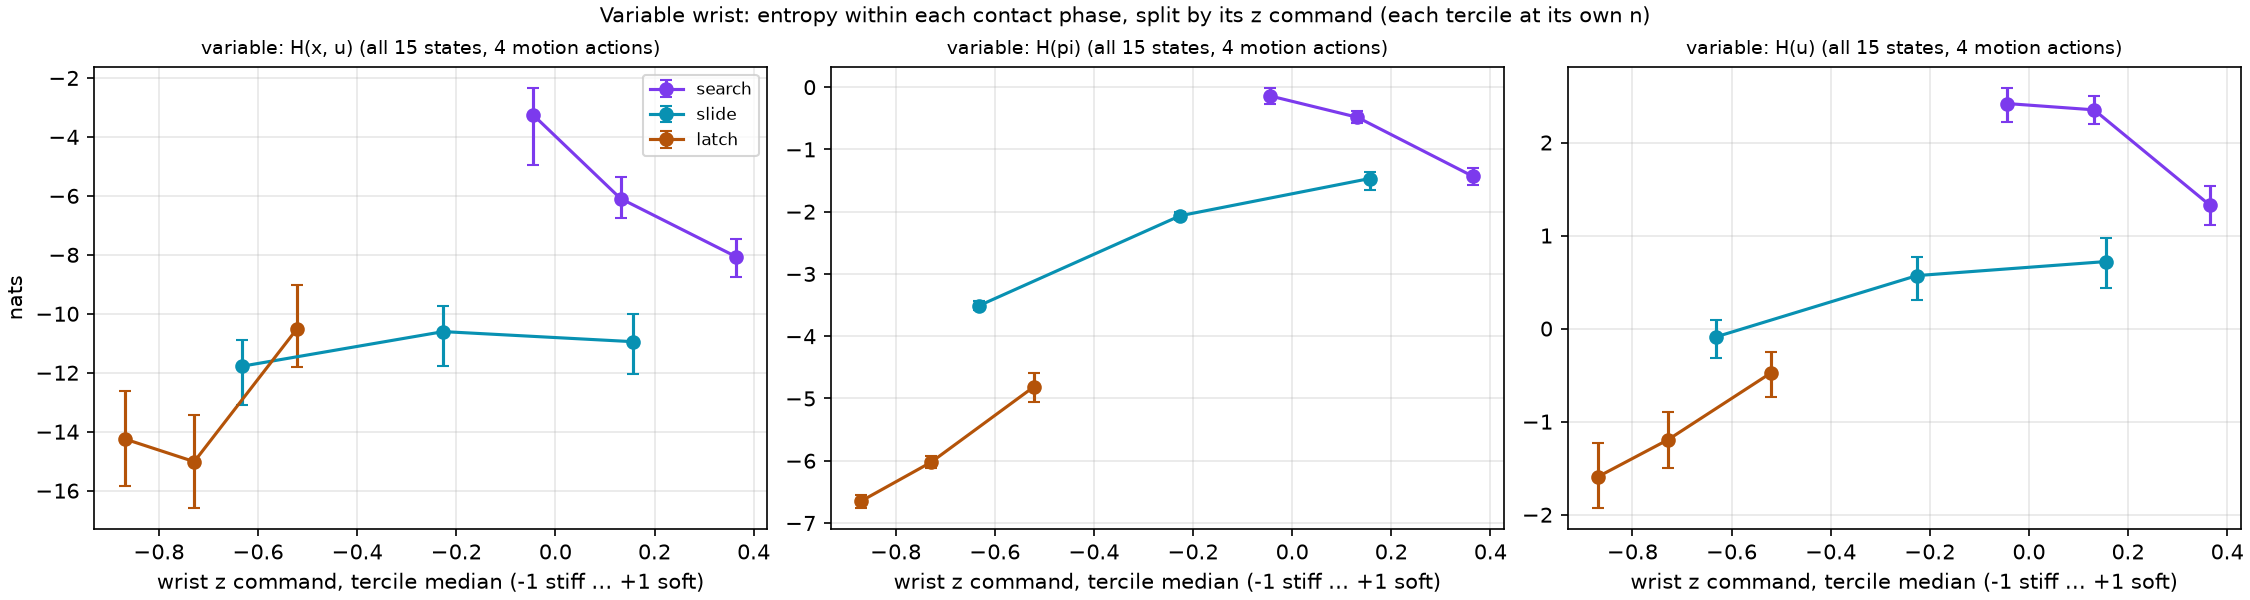 Variable wrist: entropy within each contact phase, split by its z command (each tercile at its own n)
variable: H(x, u) (all 15 states, 4 motion actions)
nats
−2
−4
−6
−8
−10
−12
−14
−16
−0.8 −0.6 −0.4 −0.2 0.0 0.2 0.4
wrist z command, tercile median (-1 stiff ... +1 soft)
search
slide
latch
variable: H(pi) (all 15 states, 4 motion actions)
0
−1
−2
−3
−4
−5
−6
−7
−0.8 −0.6 −0.4 −0.2 0.0 0.2 0.4
wrist z command, tercile median (-1 stiff ... +1 soft)
variable: H(u) (all 15 states, 4 motion actions)
2
1
0
−1
−2
−0.8 −0.6 −0.4 −0.2 0.0 0.2 0.4
wrist z command, tercile median (-1 stiff ... +1 soft)